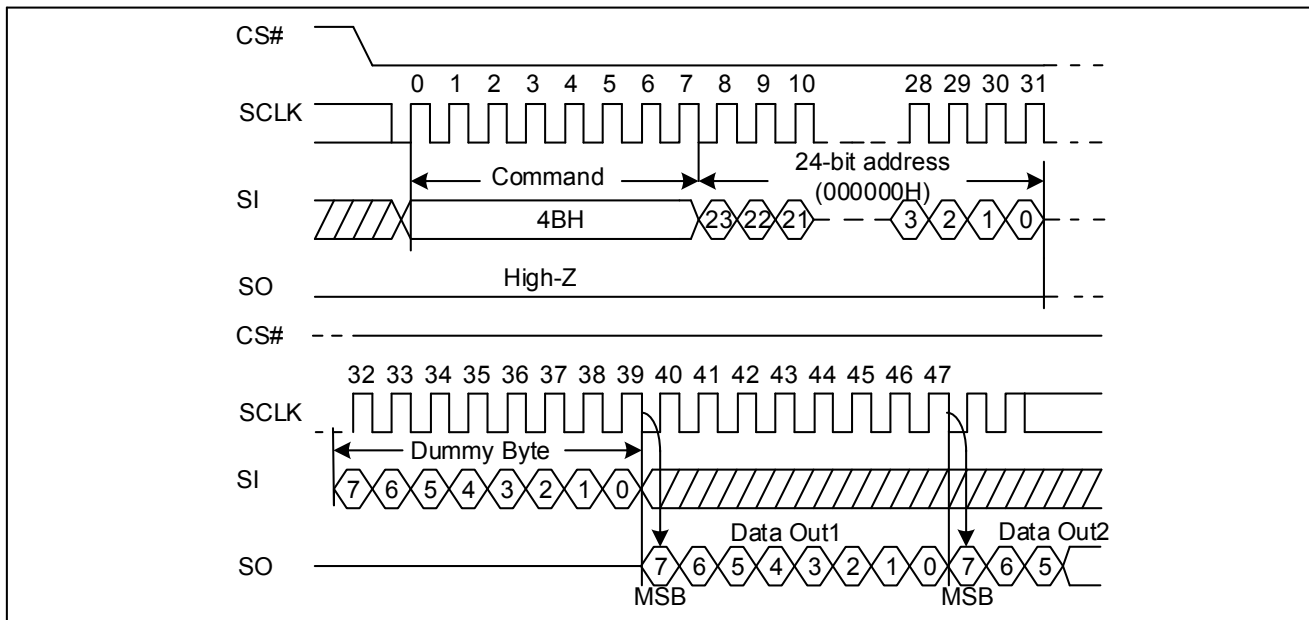 CS#
0 1 2 3 4 5 6 7 8 9 10 28 29 30 31
SCLK
Command
24-bit address
(000000H)
SI
4BH
23 22 21 3 2 1 0
High-Z
SO
CS#
32 33 34 35 36 37 38 39 40 41 42 43 44 45 46 47
SCLK
Dummy Byte
SI
7 6 5 4 3 2 1 0
Data Out1 Data Out2
SO
7 6 5 4 3 2 1 0 7 6 5
MSB MSB